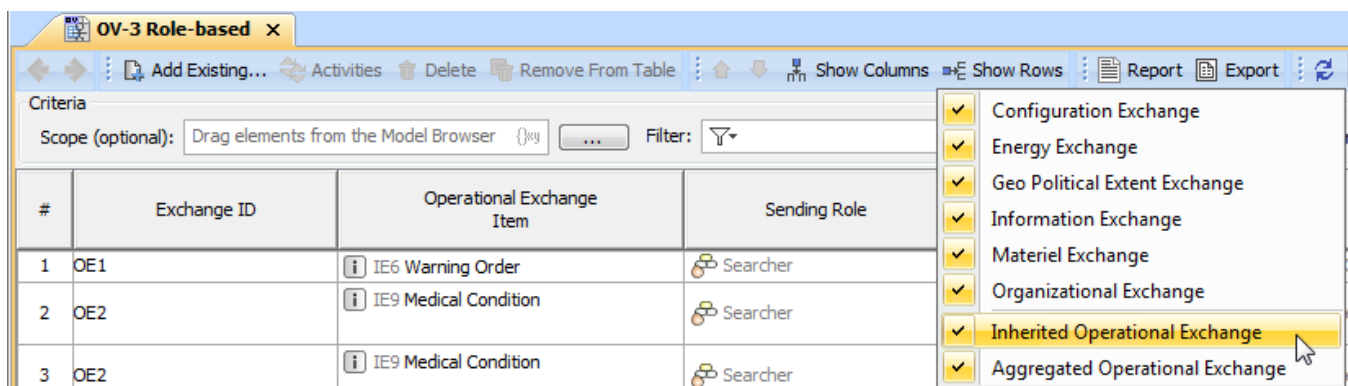 OV-3 Role-based
Add Existing... Activities Delete Remove From Table Show Columns Show Rows Report Export
Criteria
Scope (optional): Drag elements from the Model Browser ... Filter:
Configuration Exchange
Energy Exchange
Geo Political Extent Exchange
Information Exchange
Materiel Exchange
Organizational Exchange
Inherited Operational Exchange
Aggregated Operational Exchange
# Exchange ID Operational Exchange Item Sending Role
1 OE1 IE6 Warning Order Searcher
2 OE2 IE9 Medical Condition Searcher
3 OE2 IE9 Medical Condition Searcher